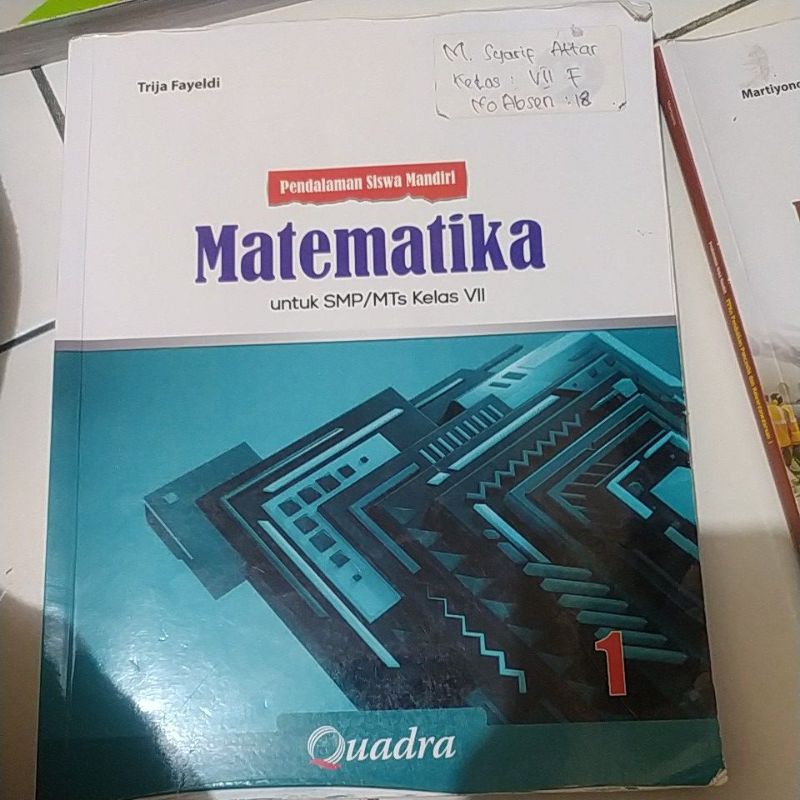 Trija Fayeldi
M. Syarif Attar
Kelas : VII F
No Absen : 18
Pendalaman Siswa Mandiri
Matematika
untuk SMP/MTs Kelas VII
1
Quadra
Martiyono